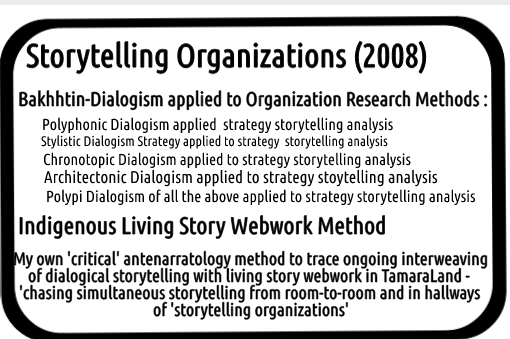 Storytelling Organizations (2008)
Bakhhtin-Dialogism applied to Organization Research Methods :
Polyphonic Dialogism applied strategy storytelling analysis
Stylistic Dialogism Strategy applied to strategy storytelling analysis
Chronotopic Dialogism applied to strategy storytelling analysis
Architectonic Dialogism applied to strategy stoytelling analysis
Polypi Dialogism of all the above applied to strategy storytelling analysis
Indigenous Living Story Webwork Method
My own 'critical' antenarratology method to trace ongoing interweaving
of dialogical storytelling with living story webwork in TamaraLand -
'chasing simultaneous storytelling from room-to-room and in hallways
of 'storytelling organizations'